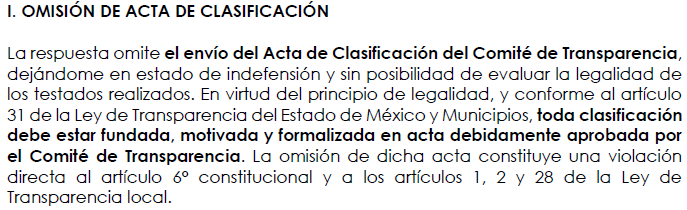 I. OMISIÓN DE ACTA DE CLASIFICACIÓN
La respuesta omite el envío del Acta de Clasificación del Comité de Transparencia,
dejándome en estado de indefensión y sin posibilidad de evaluar la legalidad de
los testados realizados. En virtud del principio de legalidad, y conforme al artículo
31 de la Ley de Transparencia del Estado de México y Municipios, toda clasificación
debe estar fundada, motivada y formalizada en acta debidamente aprobada por
el Comité de Transparencia. La omisión de dicha acta constituye una violación
directa al artículo 6º constitucional y a los artículos 1, 2 y 28 de la Ley de
Transparencia local.